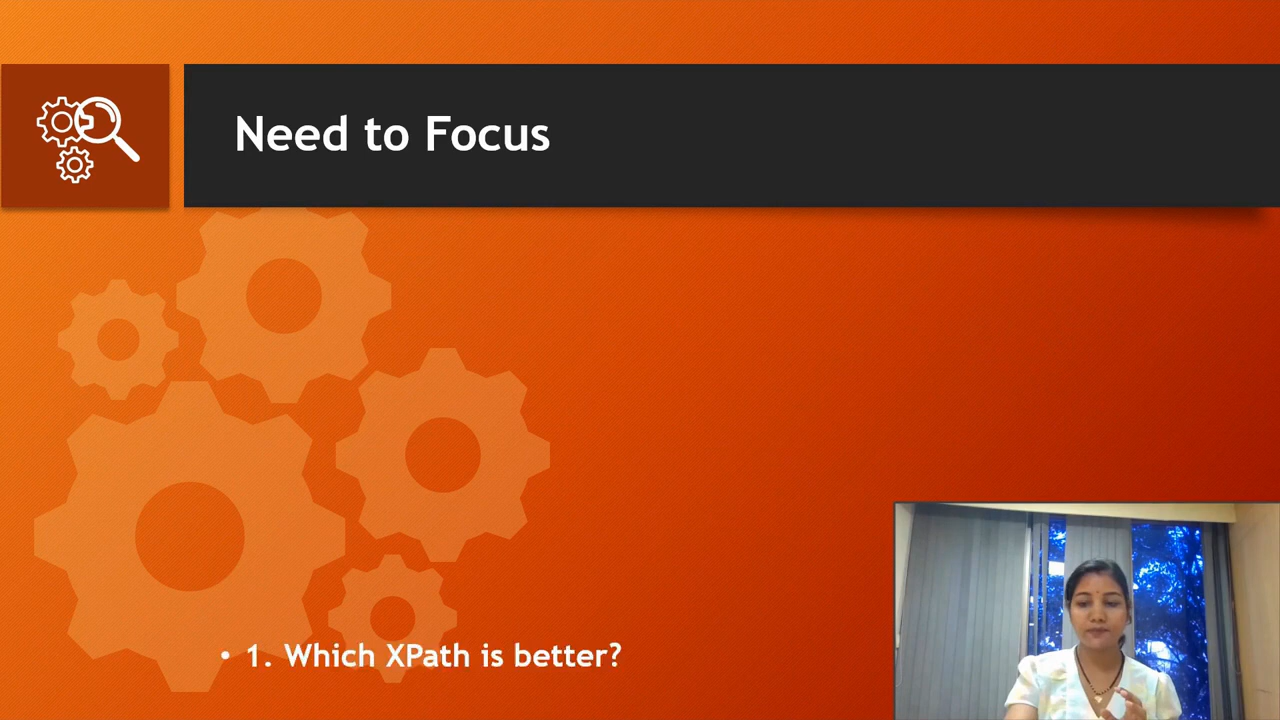 Need to Focus
• 1. Which XPath is better?